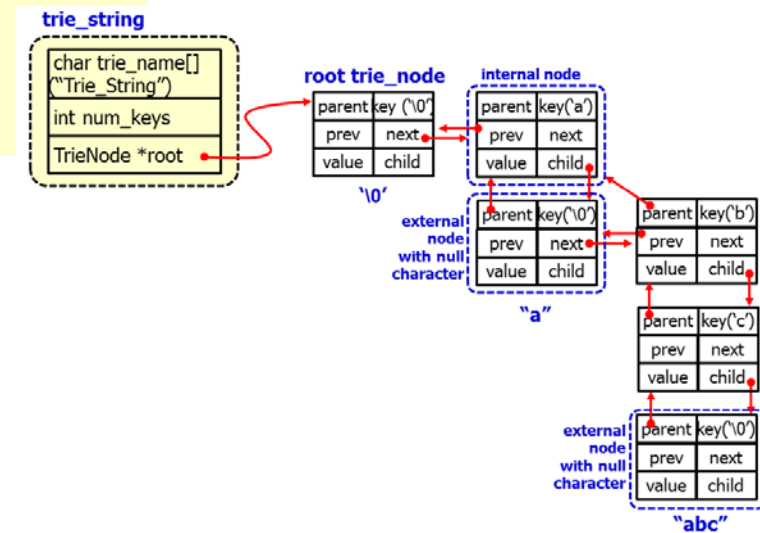 trie_string
char trie_name[]
("Trie_String")
int num_keys
TrieNode *root
root trie_node
parent key ('\0'
prev next
value child
'\0'
internal node
parent key('a')
prev next
value child
external
node
with null
character
parent key('\0')
prev next
value child
"a"
parent key('b')
prev next
value child
parent key('c')
prev next
value child
external
node
with null
character
parent key('\0')
prev next
value child
"abc"